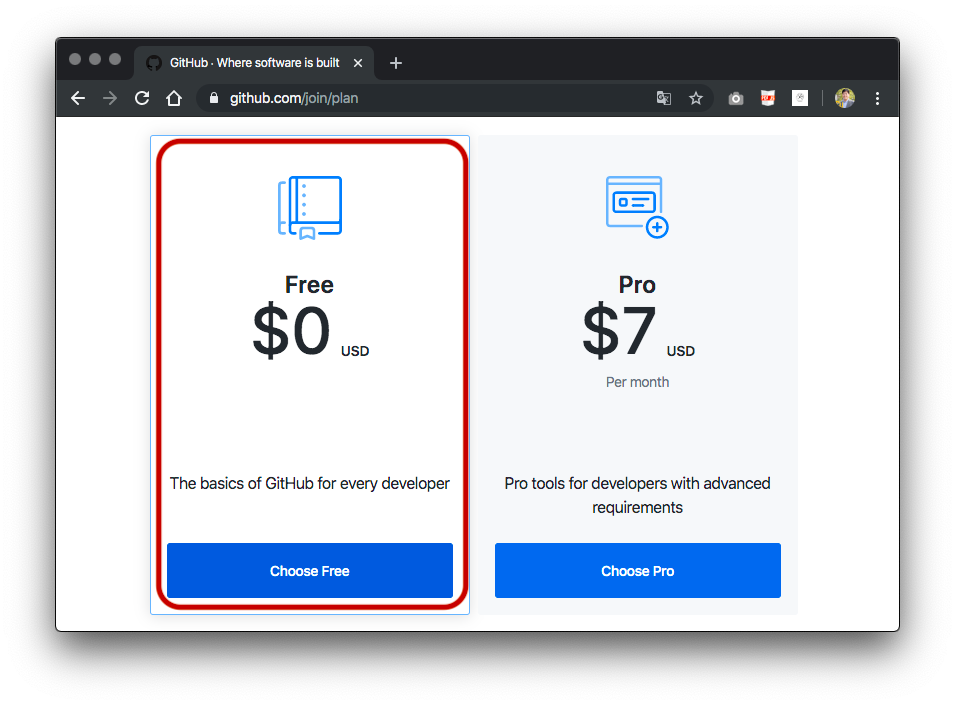 GitHub · Where software is built
github.com/join/plan
Free
$0 USD
The basics of GitHub for every developer
Choose Free
Pro
$7 USD
Per month
Pro tools for developers with advanced
requirements
Choose Pro